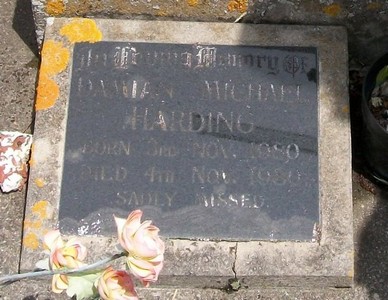 In Loving Memory Of
DAMIAN MICHAEL
HARDING
BORN 3RD NOV. 1980
DIED 4TH NOV. 1980
SADLY MISSED.